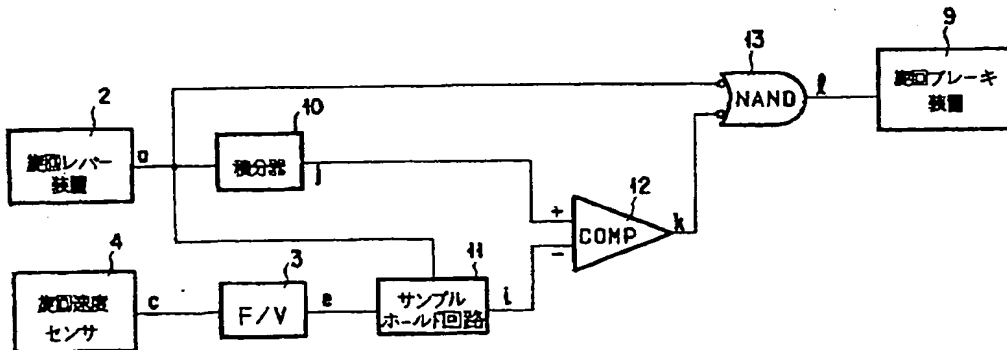 9
旋回ブレーキ
装置
13
NAND
ℓ
2
旋回レバー
装置
a
10
積分器
j
12
+
COMP
-
k
4
旋回速度
センサ
c
3
F/V
e
11
サンプル
ホールド回路
i